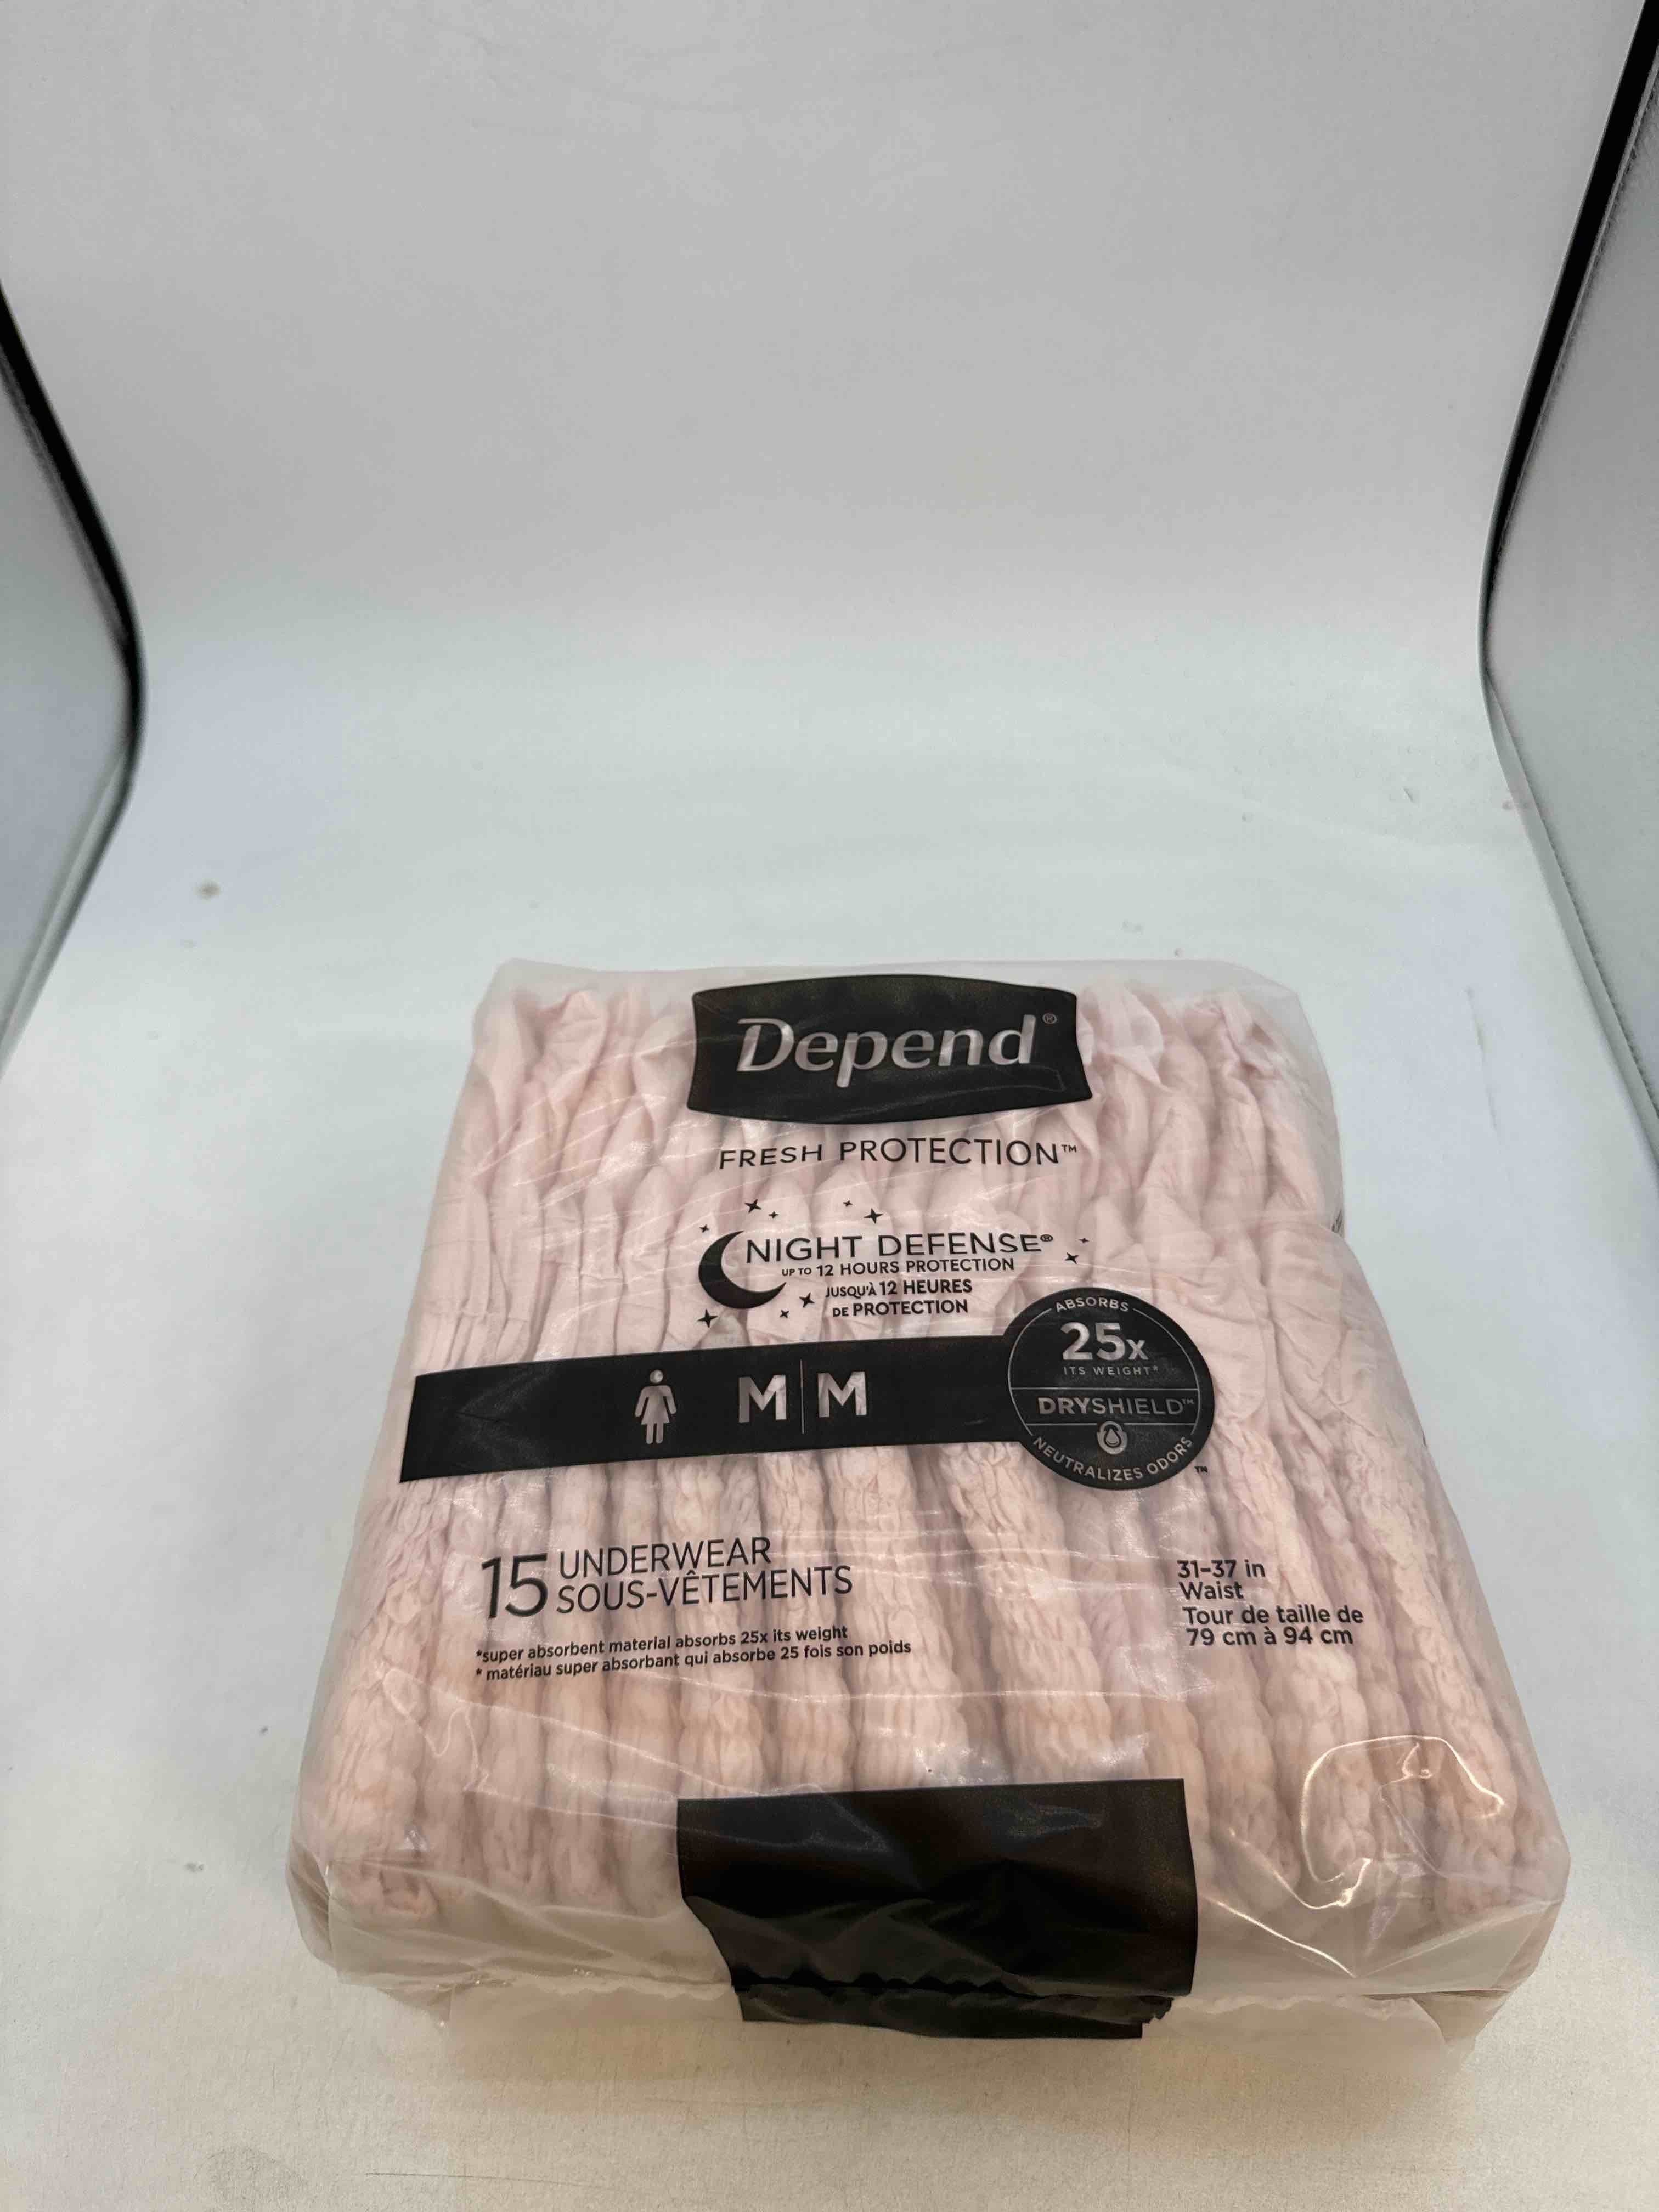 Depend®
FRESH PROTECTION™
NIGHT DEFENSE®
UP TO 12 HOURS PROTECTION
JUSQU'À 12 HEURES
DE PROTECTION
ABSORBS
25x
ITS WEIGHT*
DRYSHIELD™
NEUTRALIZES ODORS™
M|M
15 UNDERWEAR
SOUS-VÊTEMENTS
*super absorbent material absorbs 25x its weight
* matériau super absorbant qui absorbe 25 fois son poids
31-37 in
Waist
Tour de taille de
79 cm à 94 cm